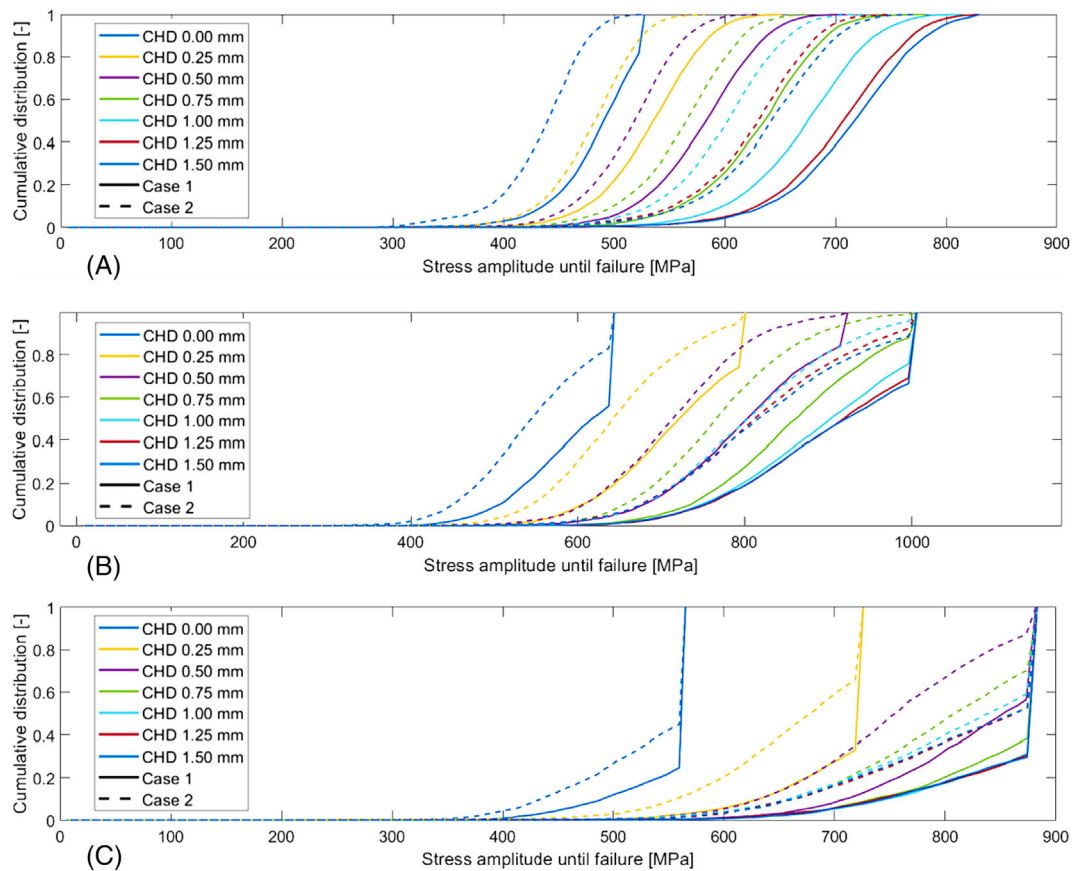 (A)
Cumulative distribution [-]
1
0.8
0.6
0.4
0.2
0
CHD 0.00 mm
CHD 0.25 mm
CHD 0.50 mm
CHD 0.75 mm
CHD 1.00 mm
CHD 1.25 mm
CHD 1.50 mm
Case 1
Case 2
0 100 200 300 400 500 600 700 800 900
Stress amplitude until failure [MPa]
(B)
Cumulative distribution [-]
0.8
0.6
0.4
0.2
0
CHD 0.00 mm
CHD 0.25 mm
CHD 0.50 mm
CHD 0.75 mm
CHD 1.00 mm
CHD 1.25 mm
CHD 1.50 mm
Case 1
Case 2
0 200 400 600 800 1000
Stress amplitude until failure [MPa]
(C)
Cumulative distribution [-]
1
0.8
0.6
0.4
0.2
0
CHD 0.00 mm
CHD 0.25 mm
CHD 0.50 mm
CHD 0.75 mm
CHD 1.00 mm
CHD 1.25 mm
CHD 1.50 mm
Case 1
Case 2
0 100 200 300 400 500 600 700 800 900
Stress amplitude until failure [MPa]